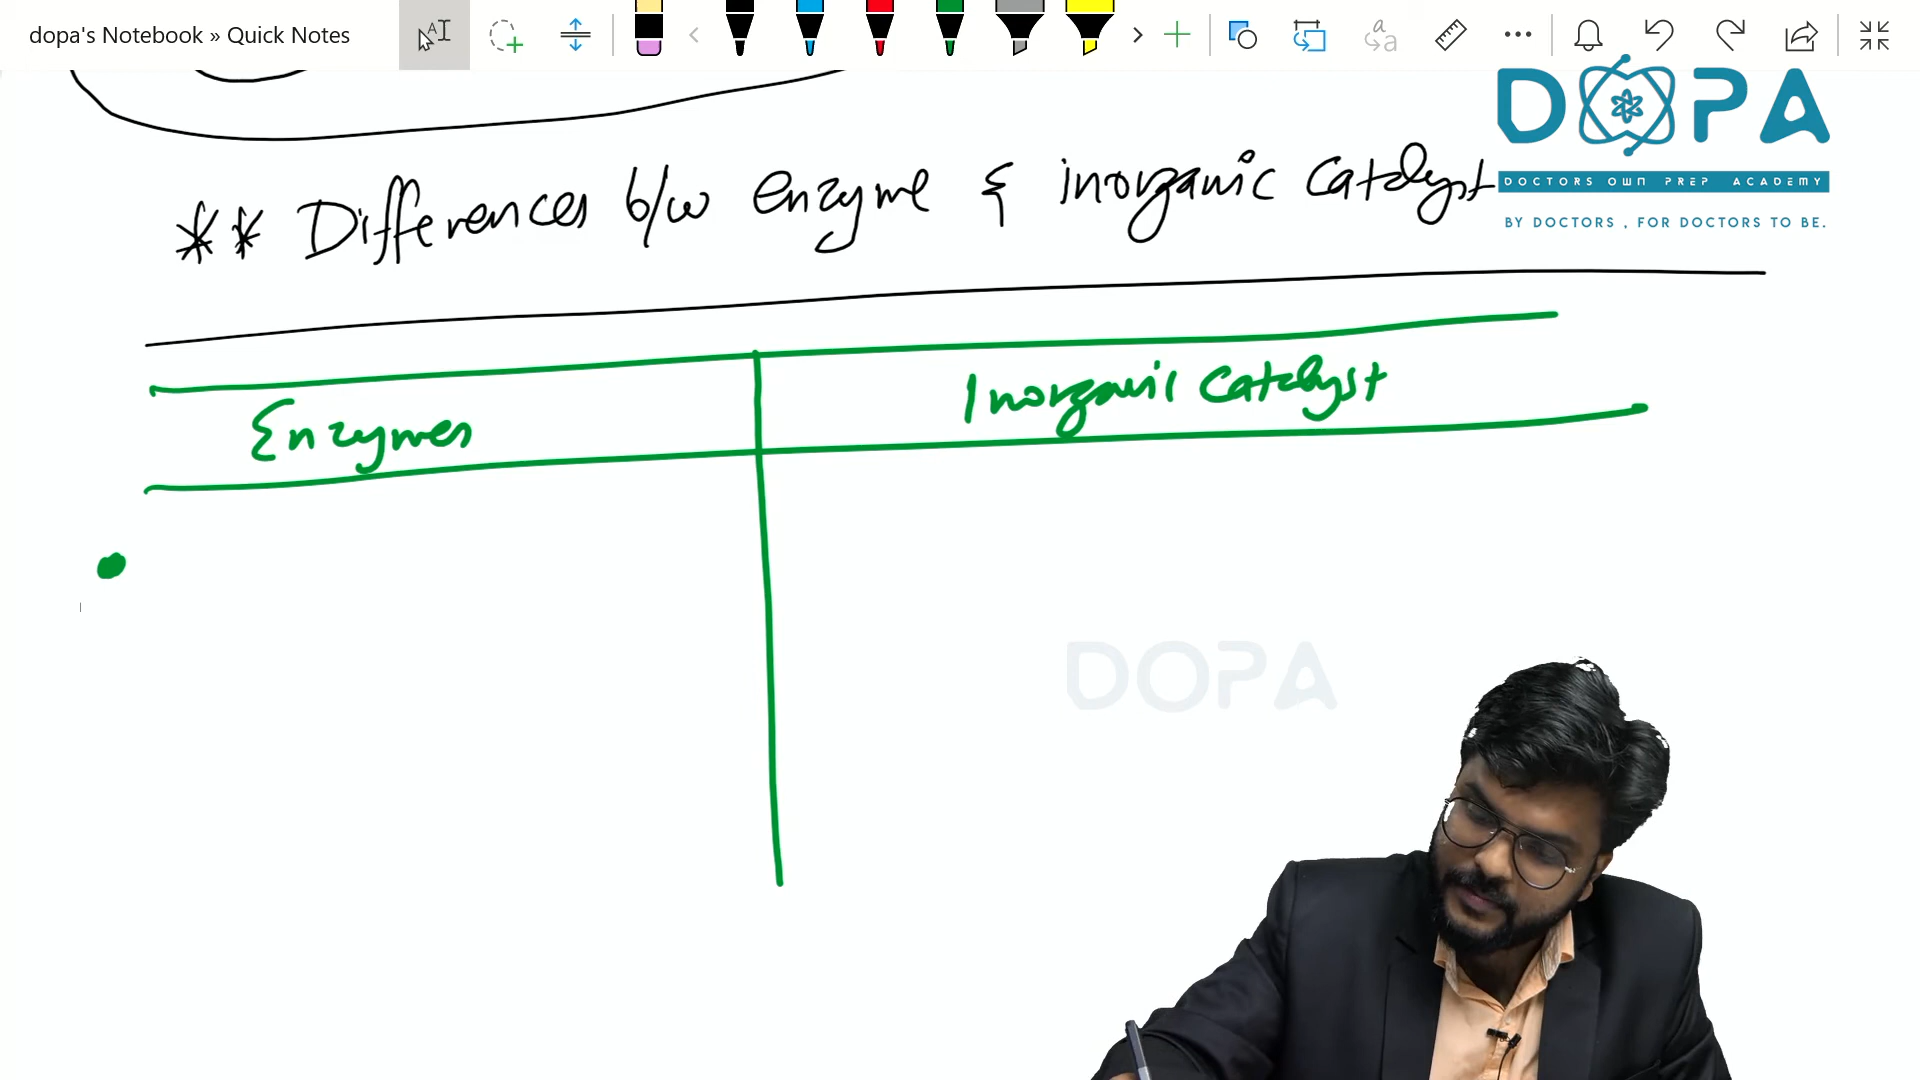 dopa's Notebook » Quick Notes
DOPA
DOCTORS OWN PREP ACADEMY
BY DOCTORS , FOR DOCTORS TO BE.
** Differences b/w enzyme & inorganic catalyst
Enzymes
Inorganic catalyst
DOPA